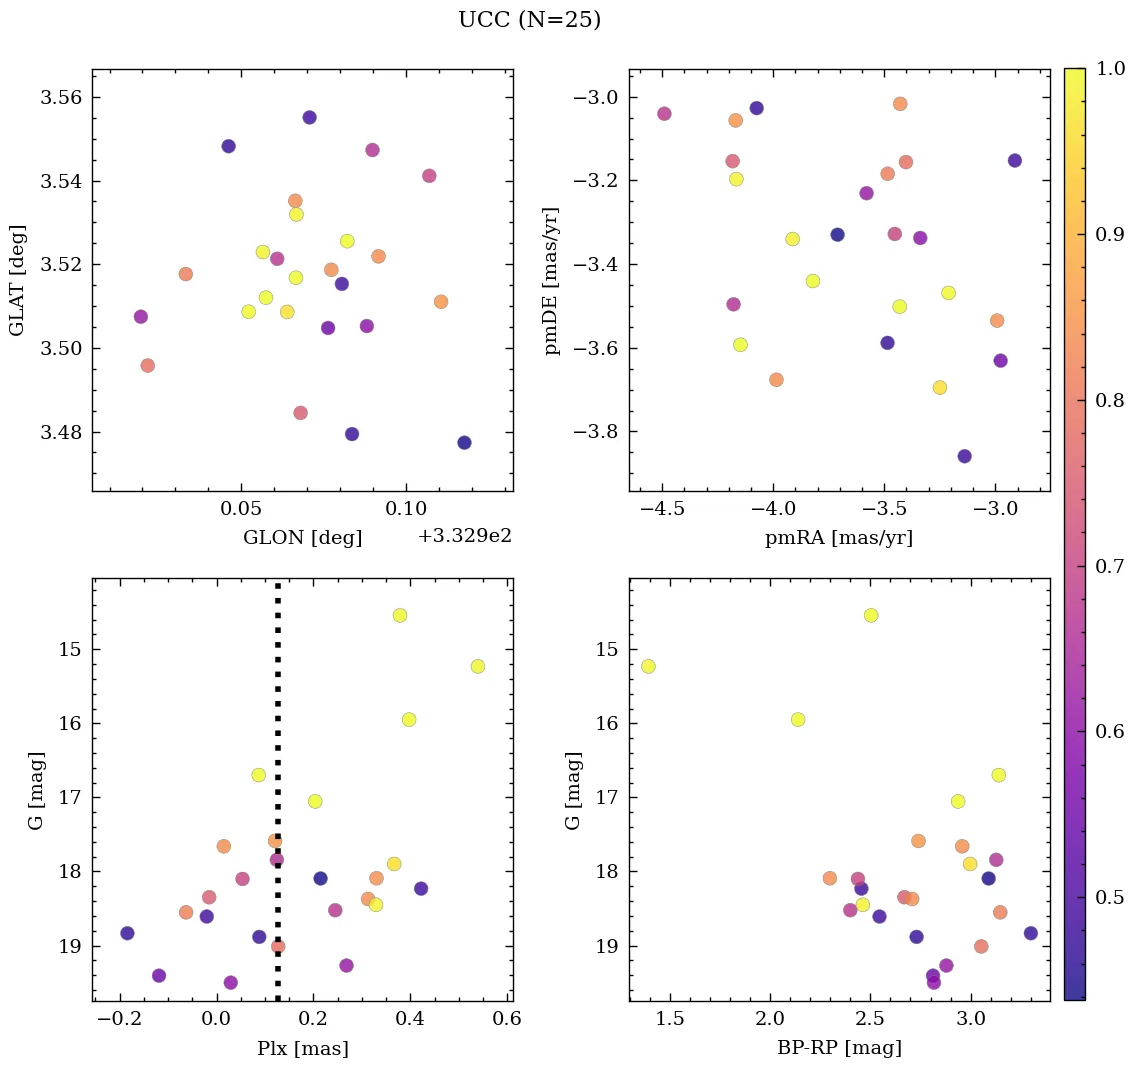 UCC (N=25)
3.56
3.54
3.52
3.50
3.48
GLAT [deg]
0.05 0.10
GLON [deg] +3.329e2
−3.0
−3.2
−3.4
−3.6
−3.8
pmDE [mas/yr]
−4.5 −4.0 −3.5 −3.0
pmRA [mas/yr]
1.0
0.9
0.8
0.7
0.6
0.5
15
16
17
18
19
G [mag]
−0.2 0.0 0.2 0.4 0.6
Plx [mas]
15
16
17
18
19
G [mag]
1.5 2.0 2.5 3.0
BP-RP [mag]